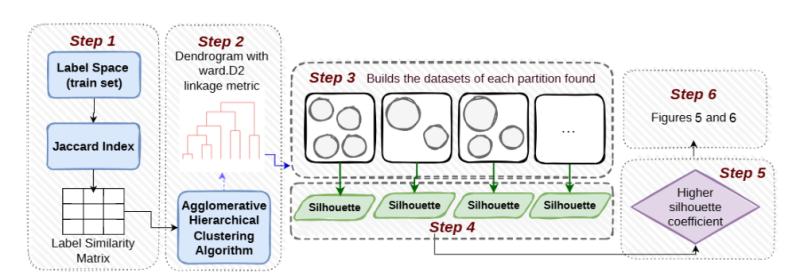 Step 1
Label Space
(train set)
Jaccard Index
Label Similarity
Matrix
Step 2
Dendrogram with
ward.D2
linkage metric
Agglomerative
Hierarchical
Clustering
Algorithm
Step 3 Builds the datasets of each partition found
...
Silhouette Silhouette Silhouette Silhouette
Step 4
Step 5
Higher
silhouette
coefficient
Step 6
Figures 5 and 6